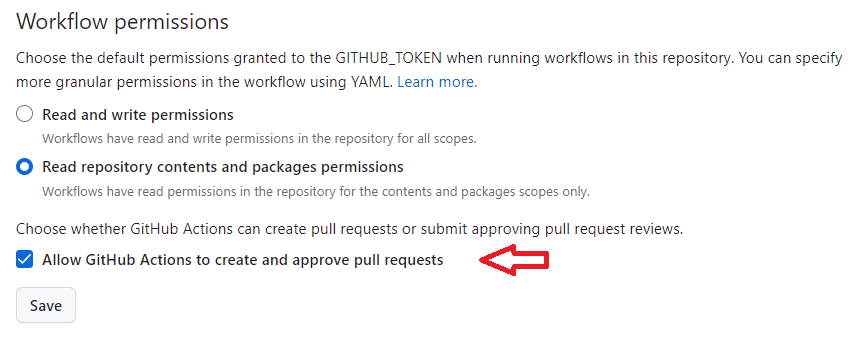 Workflow permissions
Choose the default permissions granted to the GITHUB_TOKEN when running workflows in this repository. You can specify
more granular permissions in the workflow using YAML. Learn more.
Read and write permissions
Workflows have read and write permissions in the repository for all scopes.
Read repository contents and packages permissions
Workflows have read permissions in the repository for the contents and packages scopes only.
Choose whether GitHub Actions can create pull requests or submit approving pull request reviews.
Allow GitHub Actions to create and approve pull requests
Save